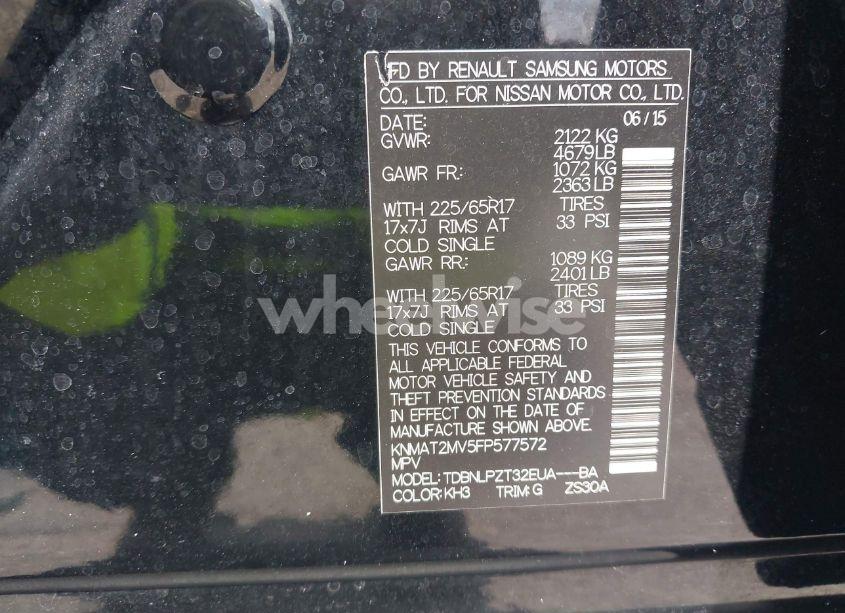 MFD BY RENAULT SAMSUNG MOTORS
CO., LTD. FOR NISSAN MOTOR CO., LTD.
DATE: 06/15
GVWR: 2122 KG
4679LB
GAWR FR: 1072 KG
2363 LB
WITH 225/65R17 TIRES
17x7J RIMS AT 33 PSI
COLD SINGLE
GAWR RR: 1089 KG
2401 LB
WITH 225/65R17 TIRES
17x7J RIMS AT 33 PSI
COLD SINGLE
THIS VEHICLE CONFORMS TO
ALL APPLICABLE FEDERAL
MOTOR VEHICLE SAFETY AND
THEFT PREVENTION STANDARDS
IN EFFECT ON THE DATE OF
MANUFACTURE SHOWN ABOVE.
KNMAT2MV5FP577572
MPV
MODEL: TDBNLPZT32EUA---BA
COLOR: KH3 TRIM: G ZS30A
wheelwise